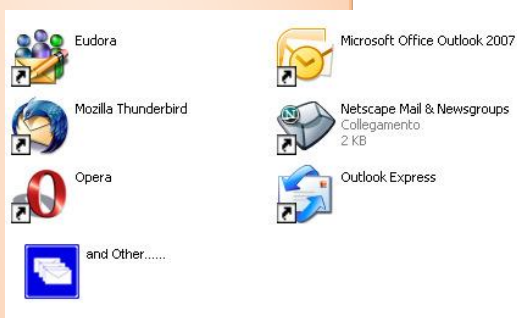 Eudora
Microsoft Office Outlook 2007
Mozilla Thunderbird
Netscape Mail & Newsgroups
Collegamento
2 KB
Opera
Outlook Express
and Other......